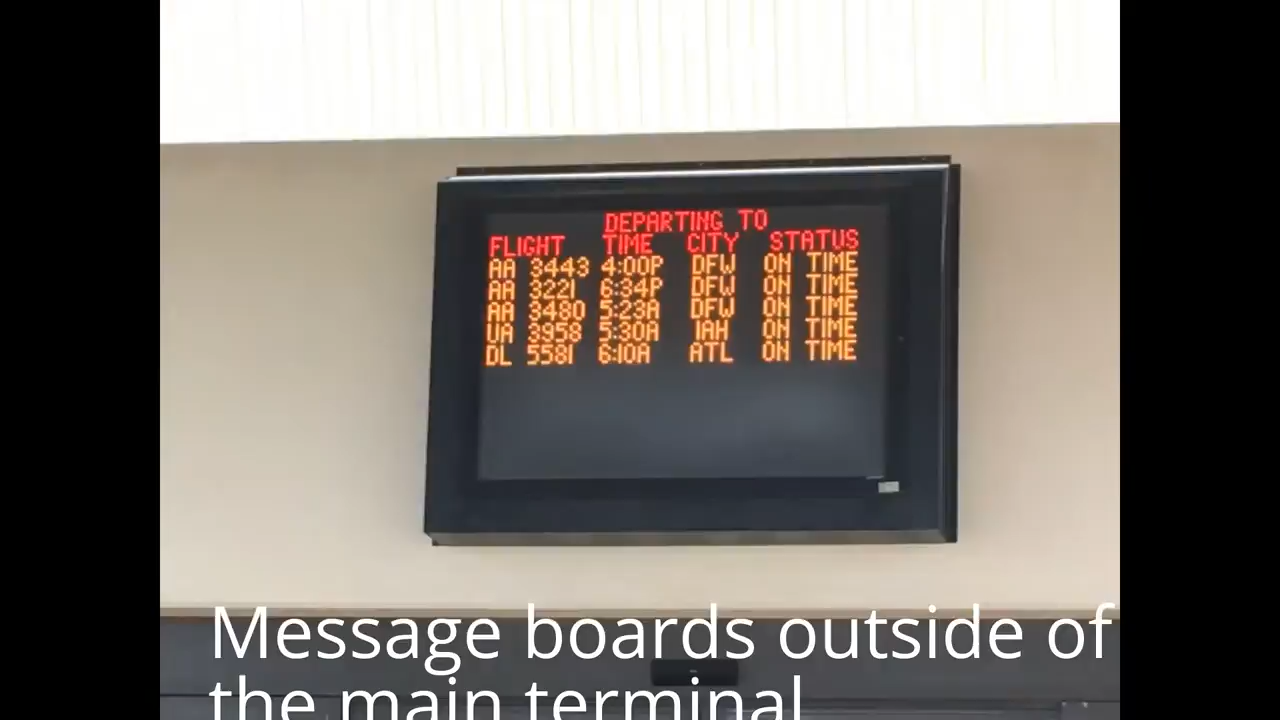 DEPARTING TO
FLIGHT TIME CITY STATUS
AA 3443 4:00P DFW ON TIME
AA 3221 6:34P DFW ON TIME
AA 3480 5:23A DFW ON TIME
UA 3958 5:30A IAH ON TIME
DL 5581 6:10A ATL ON TIME
Message boards outside of
the main terminal